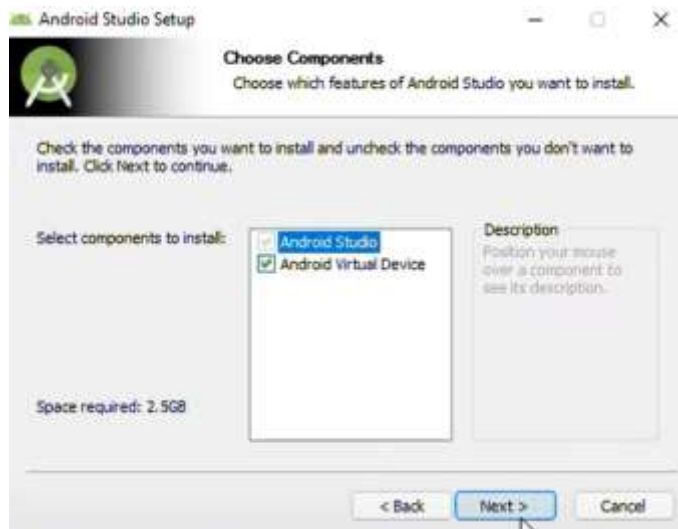 Android Studio Setup
Choose Components
Choose which features of Android Studio you want to install.
Check the components you want to install and uncheck the components you don't want to
install. Click Next to continue.
Select components to install:
Android Studio
Android Virtual Device
Description
Position your mouse
over a component to
see its description.
Space required: 2.5GB
< Back
Next >
Cancel